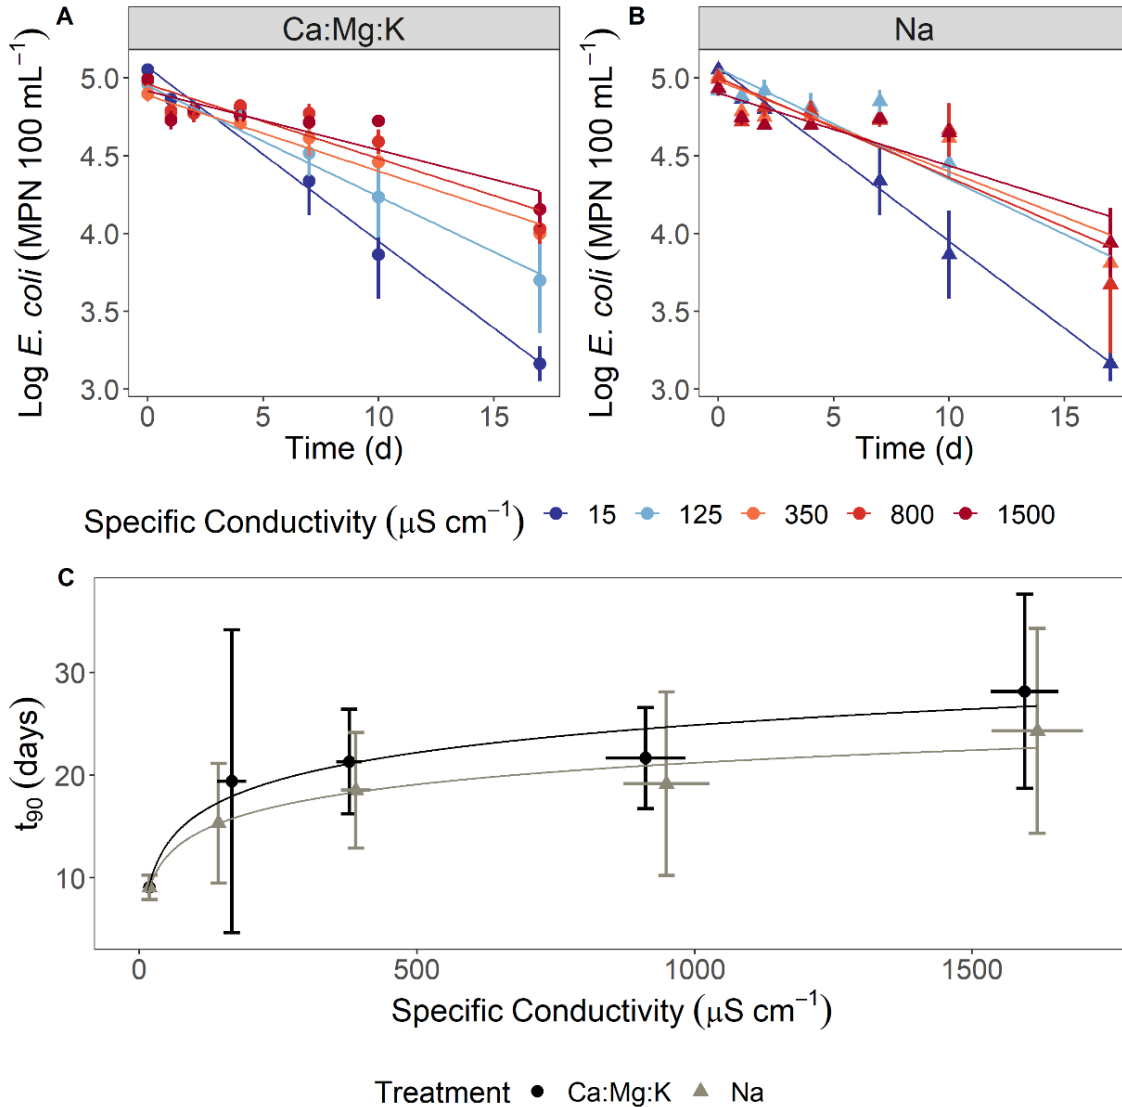 A
Ca:Mg:K
B
Na
Log E. coli (MPN 100 mL⁻¹)
5.0
4.5
4.0
3.5
3.0
0
5
10
15
Time (d)
Log E. coli (MPN 100 mL⁻¹)
5.0
4.5
4.0
3.5
3.0
0
5
10
15
Time (d)
Specific Conductivity (μS cm⁻¹) 15 125 350 800 1500
C
t₉₀ (days)
30
20
10
0
500
1000
1500
Specific Conductivity (μS cm⁻¹)
Treatment Ca:Mg:K Na